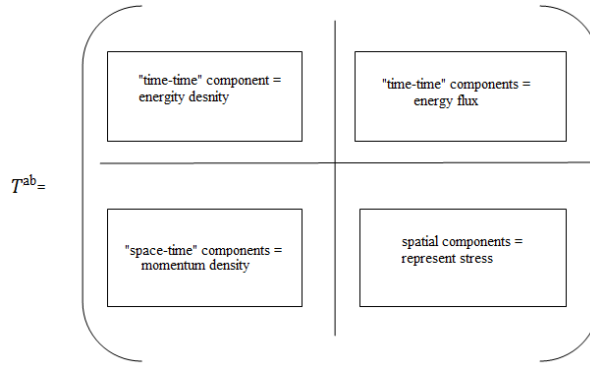 "time-time" component =
energity desnity
"time-time" components =
energy flux
T^ab=
"space-time" components =
momentum density
spatial components =
represent stress